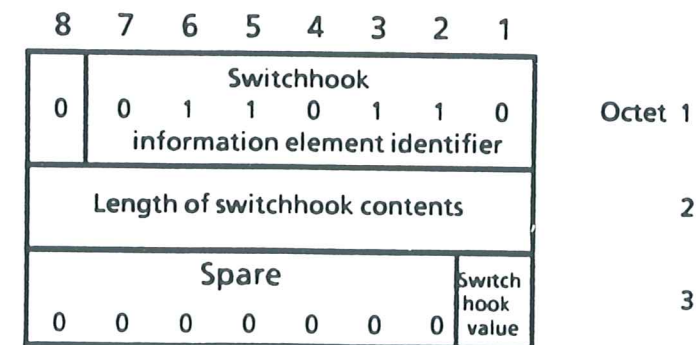 8 7 6 5 4 3 2 1
Switchhook
0 0 1 1 0 1 1 0 Octet 1
information element identifier
Length of switchhook contents 2
Spare
0 0 0 0 0 0 0
Switch
hook
value
3